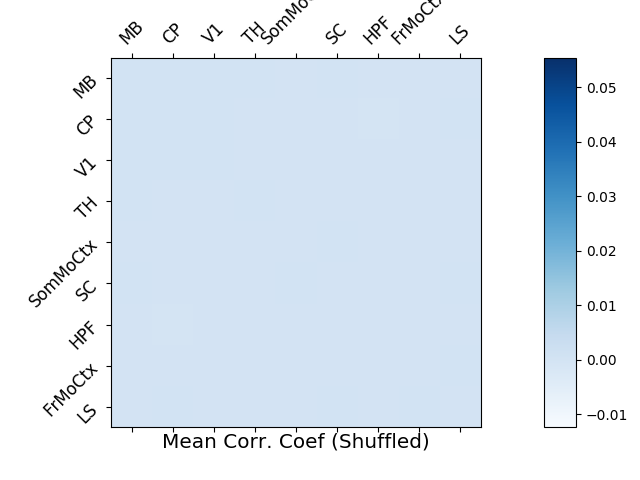 MB CP V1 TH SomMoCtx SC HPF FrMoCtx LS
MB
CP
V1
TH
SomMoCtx
SC
HPF
FrMoCtx
LS
0.05
0.04
0.03
0.02
0.01
0.00
−0.01
Mean Corr. Coef (Shuffled)